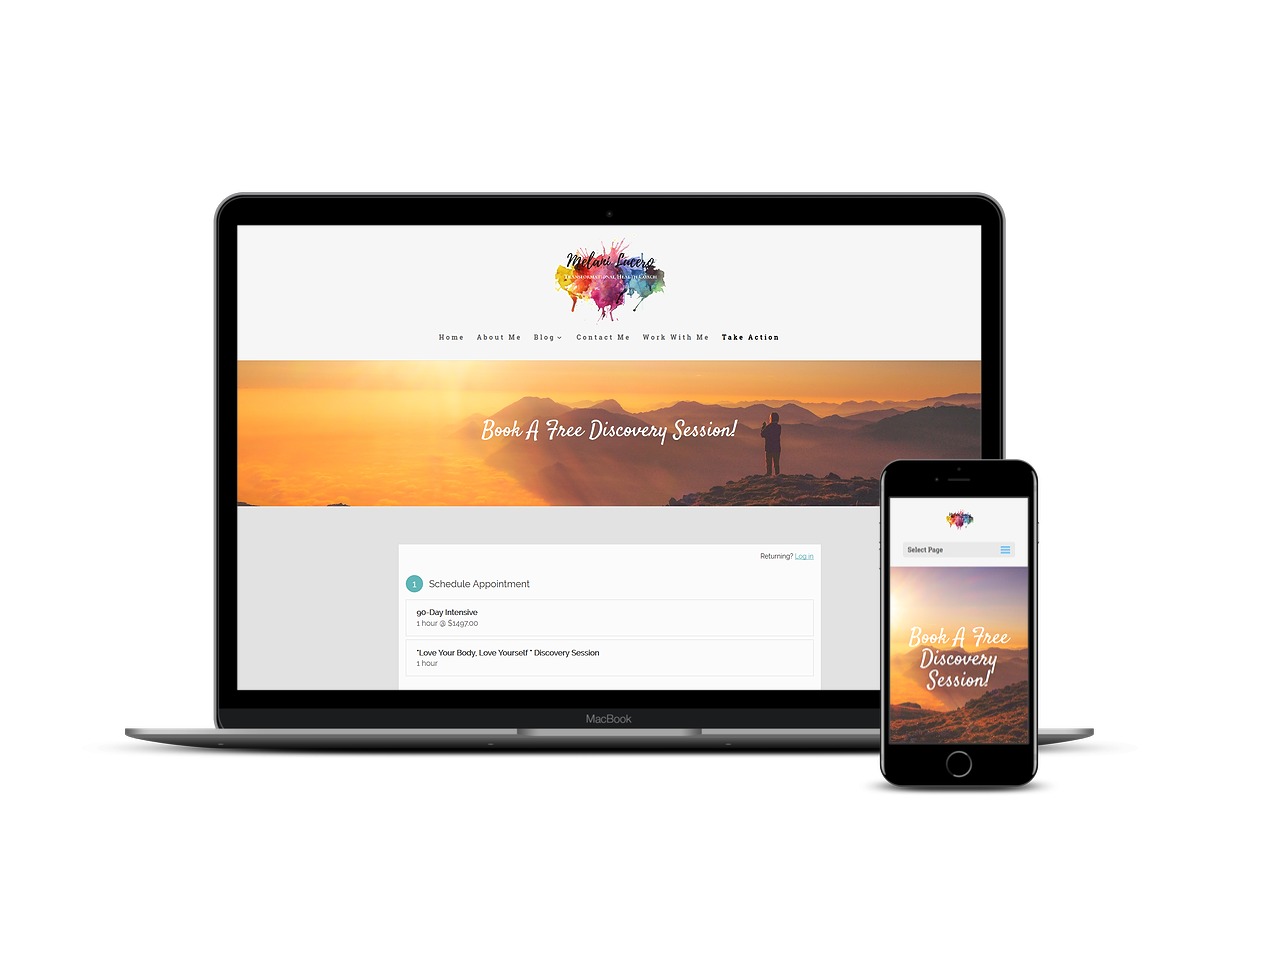 Melani Lucero
Transformational Health Coach
Home About Me Blog Contact Me Work With Me Take Action
Book A Free Discovery Session!
Returning? Log in
1 Schedule Appointment
90-Day Intensive
1 hour @ $1497.00
"Love Your Body, Love Yourself " Discovery Session
1 hour
MacBook
Select Page
Book A Free
Discovery
Session!